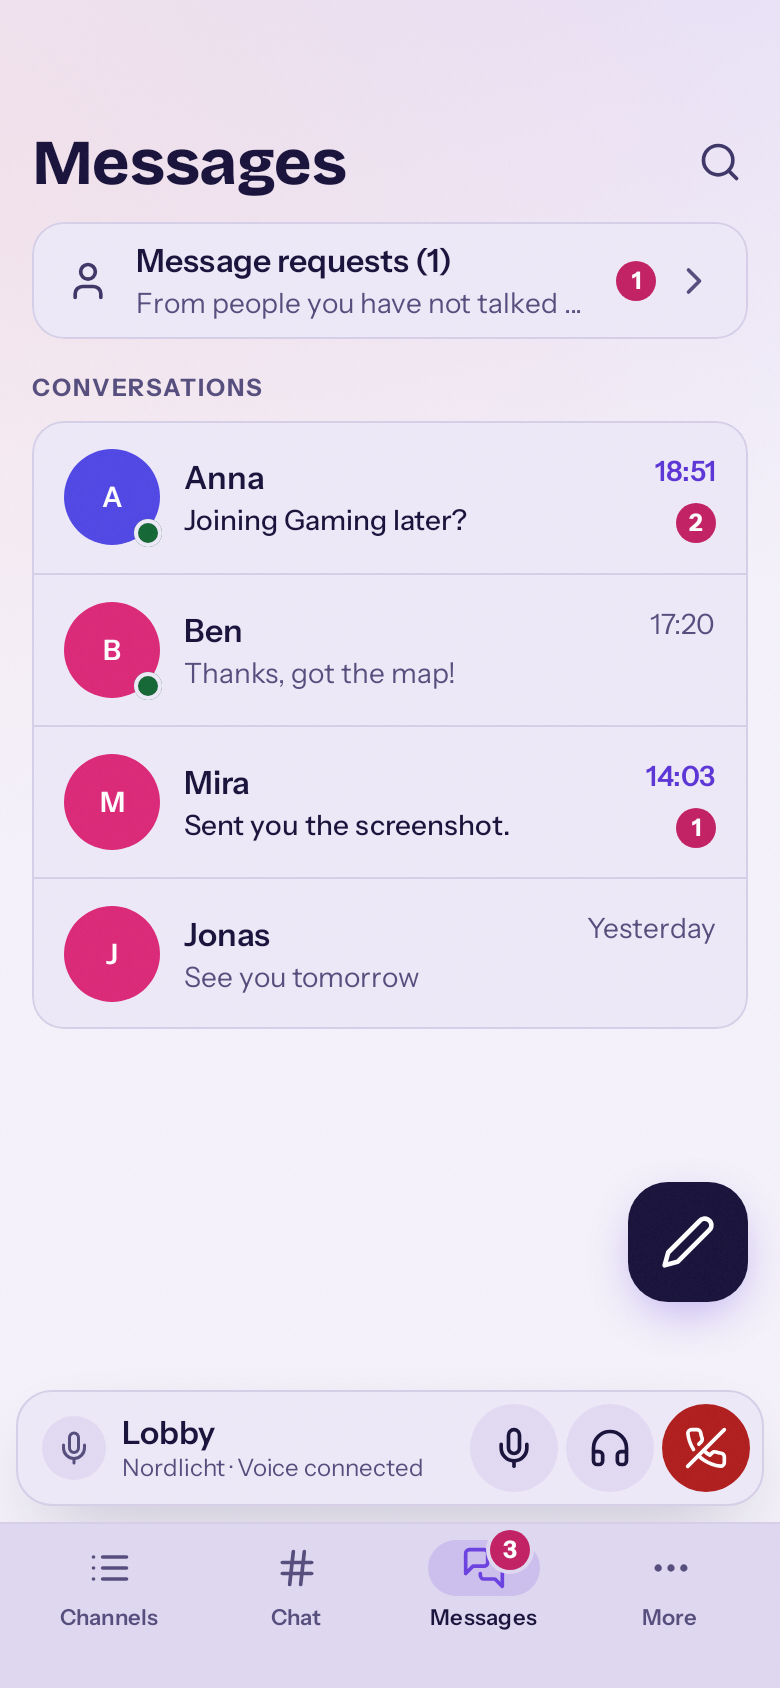 Messages
Message requests (1)
From people you have not talked ...
1
CONVERSATIONS
A
Anna
18:51
Joining Gaming later?
2
B
Ben
17:20
Thanks, got the map!
M
Mira
14:03
Sent you the screenshot.
1
J
Jonas
Yesterday
See you tomorrow
Lobby
Nordlicht · Voice connected
3
Channels
Chat
Messages
More